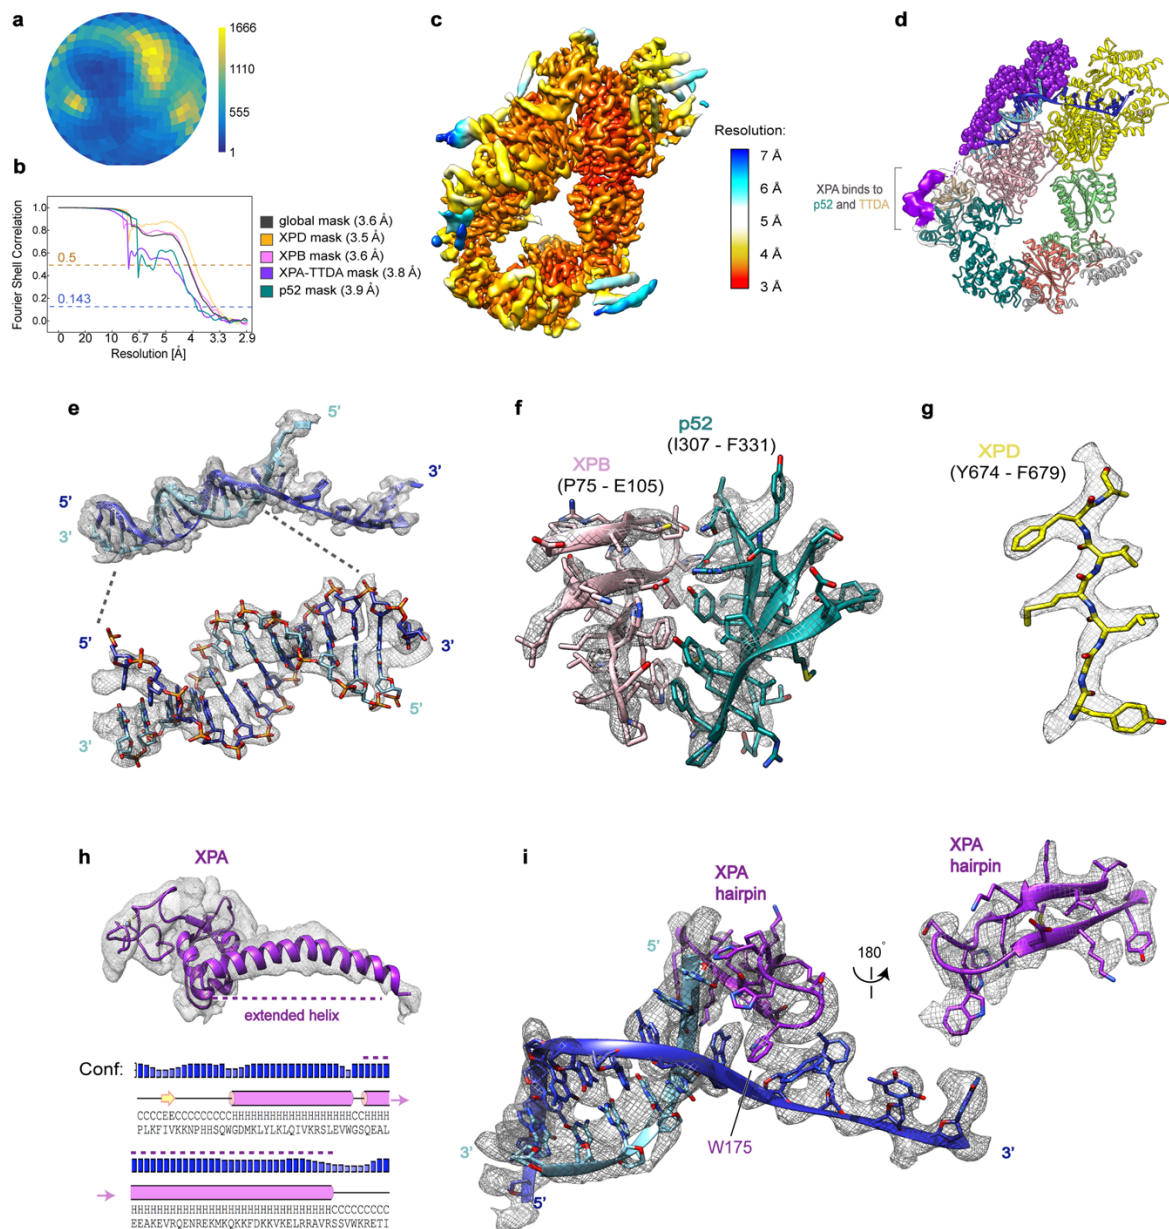 a
1666
1110
555
1
b
Fourier Shell Correlation
1.0
0.8
0.6
0.4
0.2
0.0
0.5
0.143
0 20 10 6.7 5 4 3.3 2.9
Resolution [Å]
global mask (3.6 Å)
XPD mask (3.5 Å)
XPB mask (3.6 Å)
XPA-TTDA mask (3.8 Å)
p52 mask (3.9 Å)
c
Resolution:
7 Å
6 Å
5 Å
4 Å
3 Å
d
XPA binds to
p52 and TTDA
e
5'
3'
5'
3'
5'
3'
5'
3'
f
p52
(I307 - F331)
XPB
(P75 - E105)
g
XPD
(Y674 - F679)
h
XPA
extended helix
Conf:
CCCCEECCCCCCCCCCHHHHHHHHHHHHHHHHHHHHHCCHHHH
PLKFIVKKNPHHSQWGDMKLYLKLQIVKRSLEVWGSQEAL
HHHHHHHHHHHHHHHHHHHHHHHHHHHHHHHCCCCCCCCC
EEAKEVRQENREKMKQKKFDKKVKELRRAVRSSVWKRETI
i
XPA
hairpin
5'
180°
XPA
hairpin
W175
3'
5'
3'